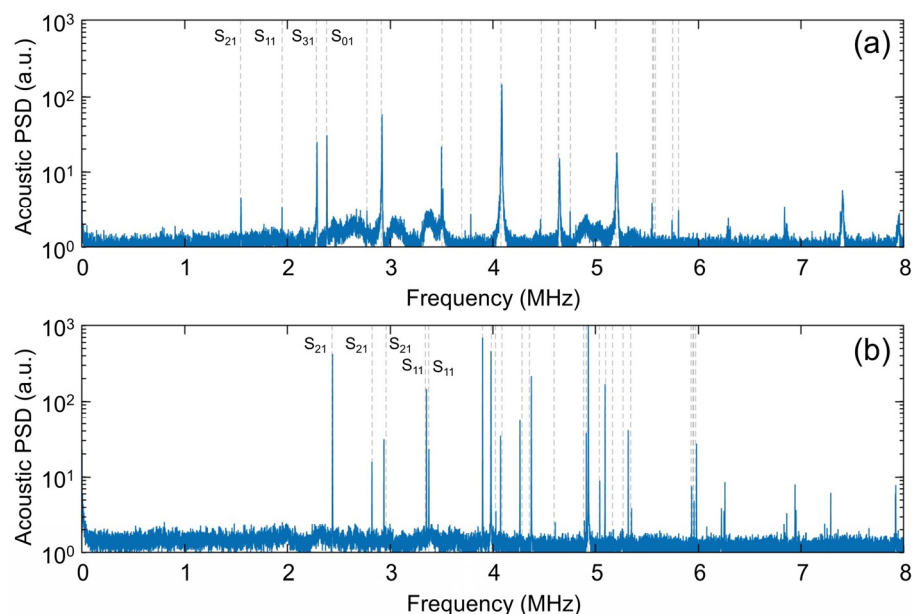 10³
(a)
S₂₁ S₁₁ S₃₁ S₀₁
10²
10¹
10⁰
Acoustic PSD (a.u.)
0 1 2 3 4 5 6 7 8
Frequency (MHz)
10³
(b)
S₂₁ S₂₁ S₂₁
S₁₁ S₁₁
10²
10¹
10⁰
Acoustic PSD (a.u.)
0 1 2 3 4 5 6 7 8
Frequency (MHz)